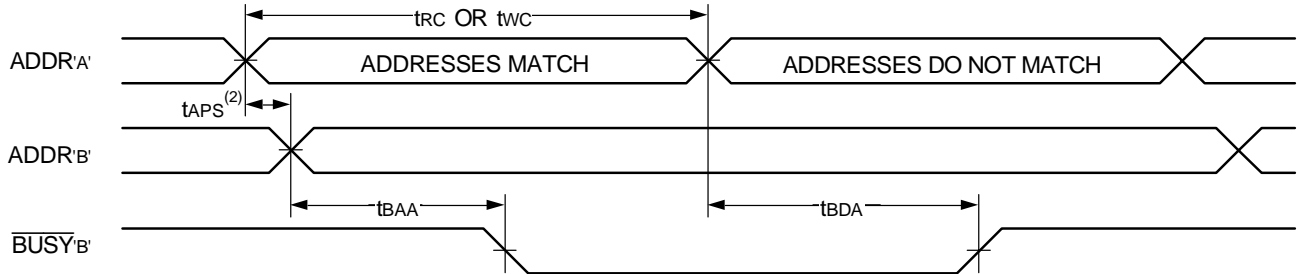 tRC OR tWC
ADDR'A'
ADDRESSES MATCH
ADDRESSES DO NOT MATCH
tAPS(2)
ADDR'B'
tBAA
tBDA
BUSY'B'